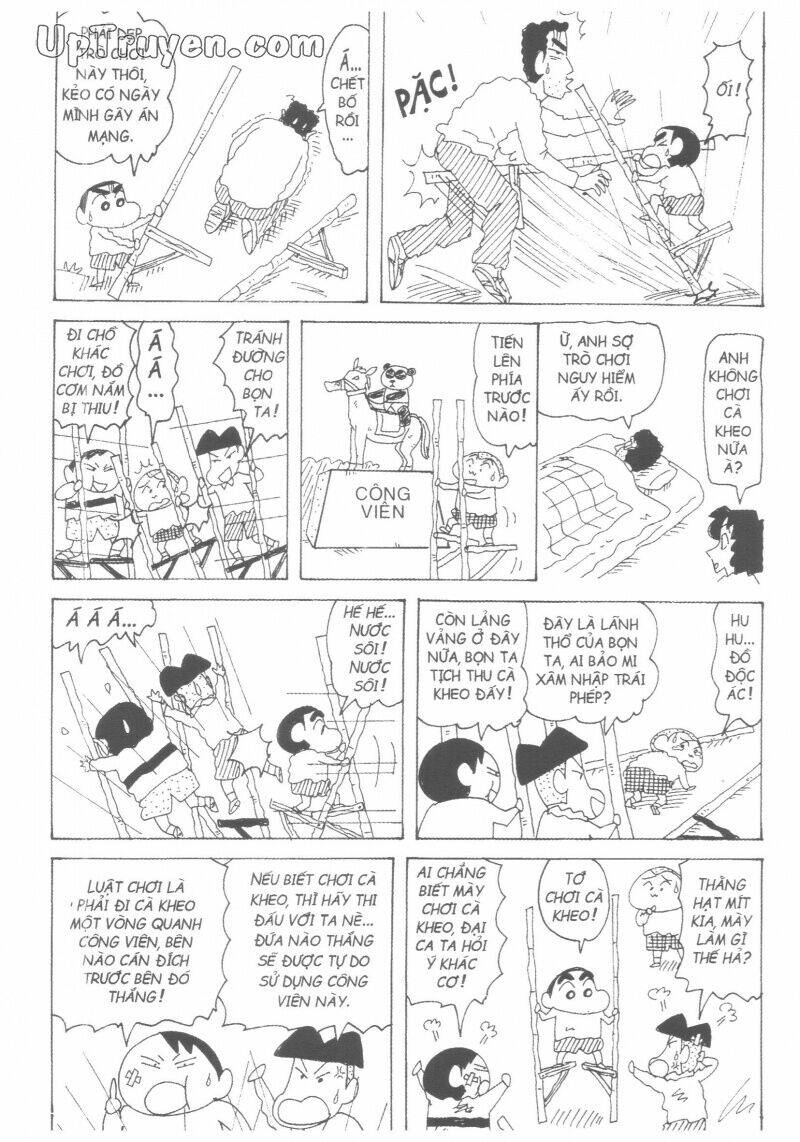 UpTruyen.com
ỐI!
PẶC!
Á...
CHẾT
BỐ RỒI
...
PHẢI DẸP
TRÒ CHƠI
NÀY THÔI,
KẺO CÓ NGÀY
MÌNH GÂY ÁN
MẠNG.
ANH
KHÔNG
CHƠI
CÀ
KHEO
NỮA
À?
Ừ, ANH SỢ
TRÒ CHƠI
NGUY HIỂM
ẤY RỒI.
TIẾN
LÊN
PHÍA
TRƯỚC
NÀO!
CÔNG
VIÊN
TRÁNH
ĐƯỜNG
CHO
BỌN
TA!
Á
Á
...
ĐI CHỖ
KHÁC
CHƠI, ĐỒ
CƠM NẮM
BỊ THIU!
HU
HU...
ĐỒ
ĐỘC
ÁC!
ĐÂY LÀ LÃNH
THỔ CỦA BỌN
TA, AI BẢO MI
XÂM NHẬP TRÁI
PHÉP?
CÒN LẢNG
VẢNG Ở ĐÂY
NỮA, BỌN TA
TỊCH THU CÀ
KHEO ĐẤY!
HẾ HẾ...
NƯỚC
SÔI!
NƯỚC
SÔI!
Á Á Á...
THẰNG
HẠT MÍT
KIA, MÀY
LÀM GÌ
THẾ HẢ?
TỚ
CHƠI CÀ
KHEO!
AI CHẲNG
BIẾT MÀY
CHƠI CÀ
KHEO, ĐẠI
CA TA HỎI
Ý KHÁC
CƠ!
NẾU BIẾT CHƠI CÀ
KHEO, THÌ HÃY THI
ĐẤU VỚI TA NÈ...
ĐỨA NÀO THẮNG
SẼ ĐƯỢC TỰ DO
SỬ DỤNG CÔNG
VIÊN NÀY.
LUẬT CHƠI LÀ
PHẢI ĐI CÀ KHEO
MỘT VÒNG QUANH
CÔNG VIÊN, BÊN
NÀO CÁN ĐÍCH
TRƯỚC BÊN ĐÓ
THẮNG!